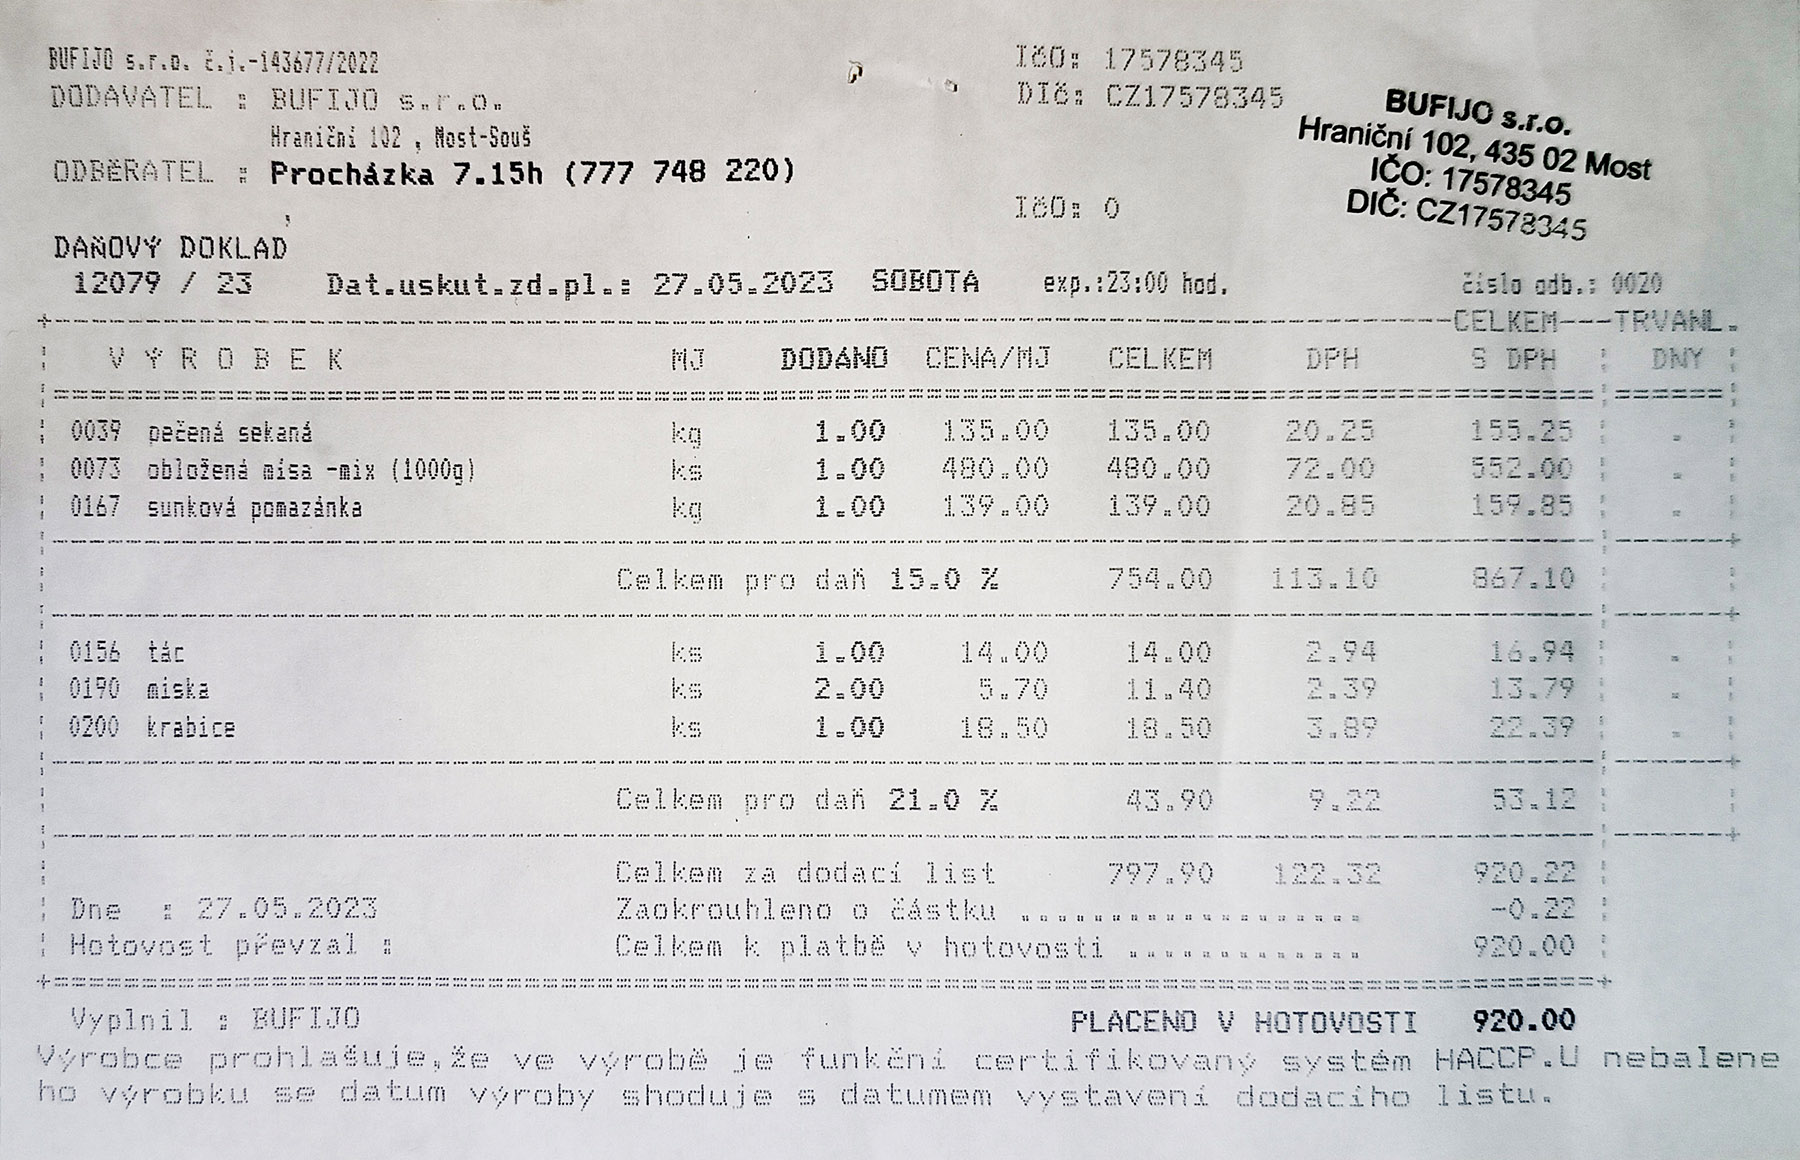 BUFIJO s.r.o. č.j.-143677/2022
IČO: 17578345
DODAVATEL : BUFIJO s.r.o.
DIČ: CZ17578345
Hraniční 102 , Most-Souš
BUFIJO s.r.o.
Hraniční 102, 435 02 Most
IČO: 17578345
DIČ: CZ17578345
ODBĚRATEL : Procházka 7.15h (777 748 220)
, IČO: 0
DAŇOVÝ DOKLAD
12079 / 23 Dat.uskut.zd.pl.: 27.05.2023 SOBOTA exp.:23:00 hod. číslo odb.: 0020
CELKEM TRVANL.
V Ý R O B E K MJ DODÁNO CENA/MJ CELKEM DPH S DPH DNY
0039 pečená sekaná kg 1.00 135.00 135.00 20.25 155.25 .
0073 obložená mísa -mix (1000g) ks 1.00 480.00 480.00 72.00 552.00 .
0167 sunková pomazánka kg 1.00 139.00 139.00 20.85 159.85 .
Celkem pro daň 15.0 % 754.00 113.10 867.10
0156 tác ks 1.00 14.00 14.00 2.94 16.94 .
0190 miska ks 2.00 5.70 11.40 2.39 13.79 .
0200 krabice ks 1.00 18.50 18.50 3.89 22.39 .
Celkem pro daň 21.0 % 43.90 9.22 53.12
Celkem za dodací list 797.90 122.32 920.22
Dne : 27.05.2023 Zaokrouhleno o částku ................... -0.22
Hotovost převzal : Celkem k platbě v hotovosti ............. 920.00
Vyplnil : BUFIJO PLACENO V HOTOVOSTI 920.00
Výrobce prohlašuje,že ve výrobě je funkční certifikovaný systém HACCP.U nebalene
ho výrobku se datum výroby shoduje s datumem vystavení dodacího listu.